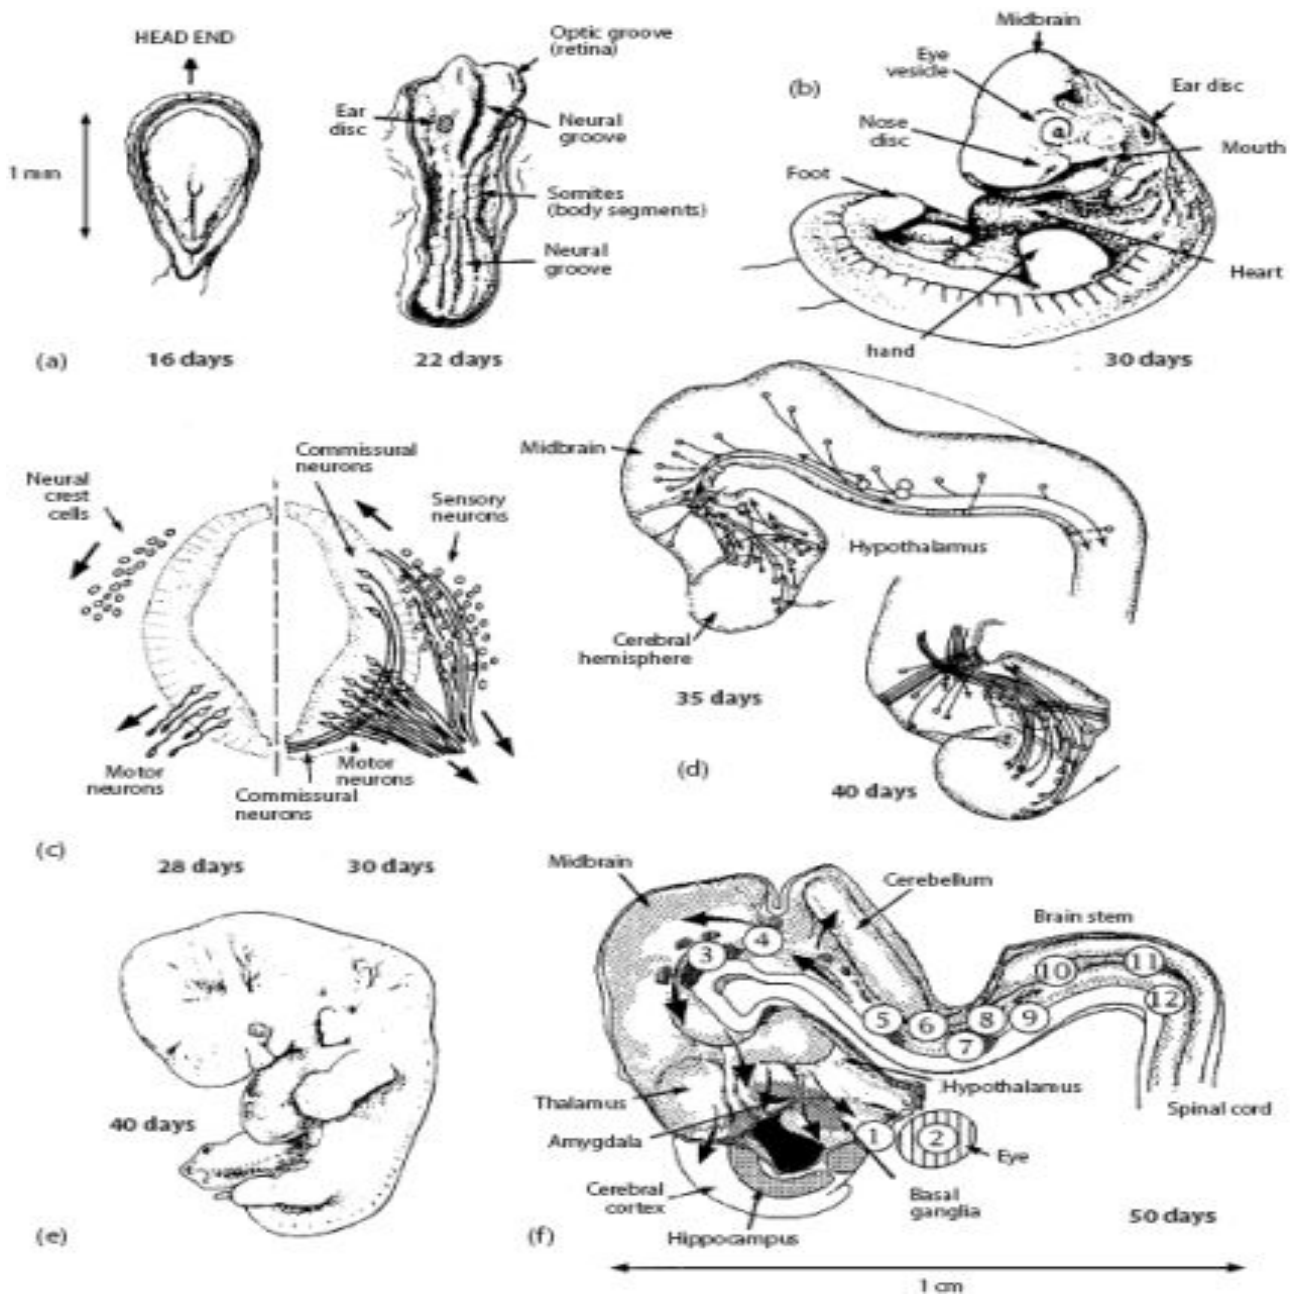 HEAD END
1 mm
Ear
disc
Optic groove
(retina)
Neural
groove
Somites
(body segments)
Neural
groove
(a)
16 days
22 days
Midbrain
Eye
vesicle
(b)
Ear disc
Nose
disc
Mouth
Foot
Heart
hand
30 days
Commissural
neurons
Neural
crest
cells
Sensory
neurons
Motor
neurons
Motor
neurons
Commissural
neurons
(c)
28 days
30 days
Midbrain
Hypothalamus
Cerebral
hemisphere
35 days
(d)
40 days
40 days
(e)
Midbrain
Cerebellum
Brain stem
3
4
5
6
7
8
9
10
11
12
Thalamus
Hypothalamus
Spinal cord
Amygdala
1
2
Eye
Cerebral
cortex
Basal
ganglia
Hippocampus
50 days
(f)
1 cm